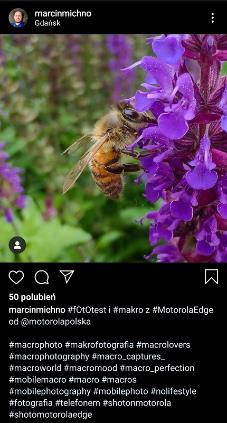 marcinmichno
Gdańsk
50 polubień
marcinmichno #fOtOtest i #makro z #MotorolaEdge
od @motorolapolska
#macrophoto #makrofotografia #macrolovers
#macrophotography #macro_captures_
#macroworld #macromood #macro_perfection
#mobilemacro #macro #macros
#mobilephotography #mobilephoto #nolifestyle
#fotografia #telefonem #shotonmotorola
#shotomotorolaedge